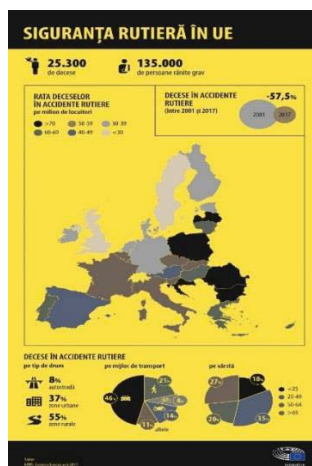 SIGURANȚA RUTIERĂ ÎN UE
25.300
de decese
135.000
de persoane rănite grav
RATA DECESELOR
ÎN ACCIDENTE RUTIERE
pe milion de locuitori
>70
50-59
30-39
60-69
40-49
<30
DECESE ÎN ACCIDENTE
RUTIERE
(între 2001 și 2017)
-57,5%
2001
2017
DECESE ÎN ACCIDENTE RUTIERE
pe tip de drum
8%
autostradă
37%
zone urbane
55%
zone rurale
pe mijloc de transport
46%
21%
8%
14%
11%
altele
pe vârstă
27%
18%
<25
25-49
50-64
>65